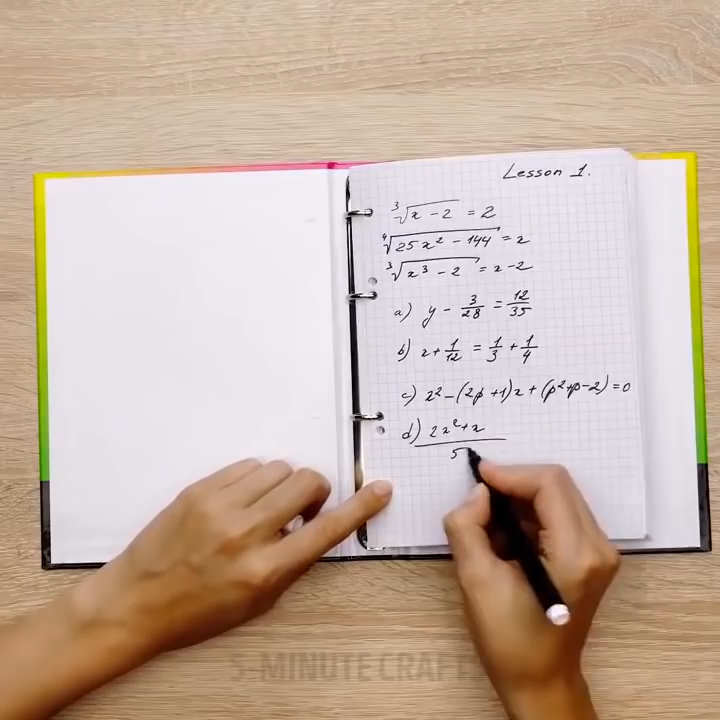 Lesson 1.
∛(x - 2) = 2
∜(25x² - 144) = x
∛(x³ - 2) = x - 2
a) y - 3/28 = 12/35
b) x + 1/12 = 1/3 + 1/4
c) x² - (2p + 1)x + (p² + p - 2) = 0
d) 2x² + x
5
5-MINUTE CRAFTS